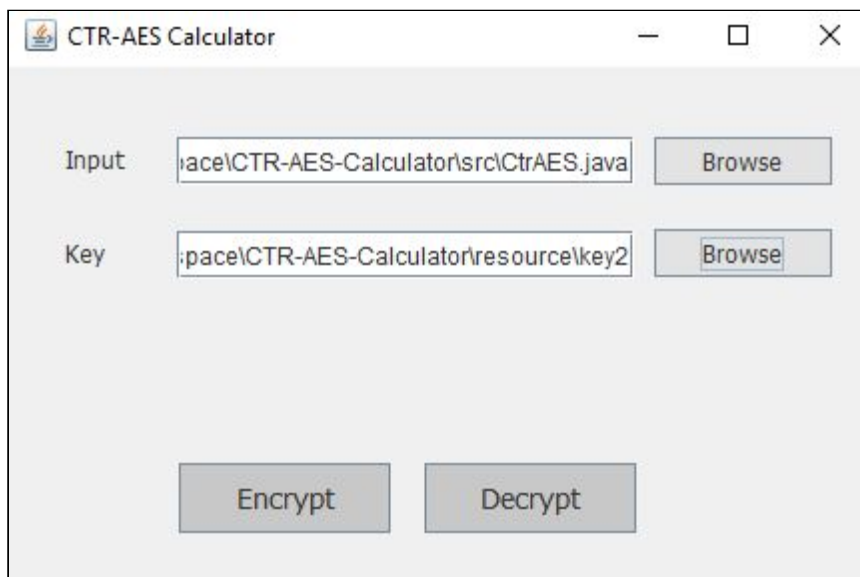 CTR-AES Calculator
Input ace\CTR-AES-Calculator\src\CtrAES.java Browse
Key space\CTR-AES-Calculator\resource\key2 Browse
Encrypt Decrypt